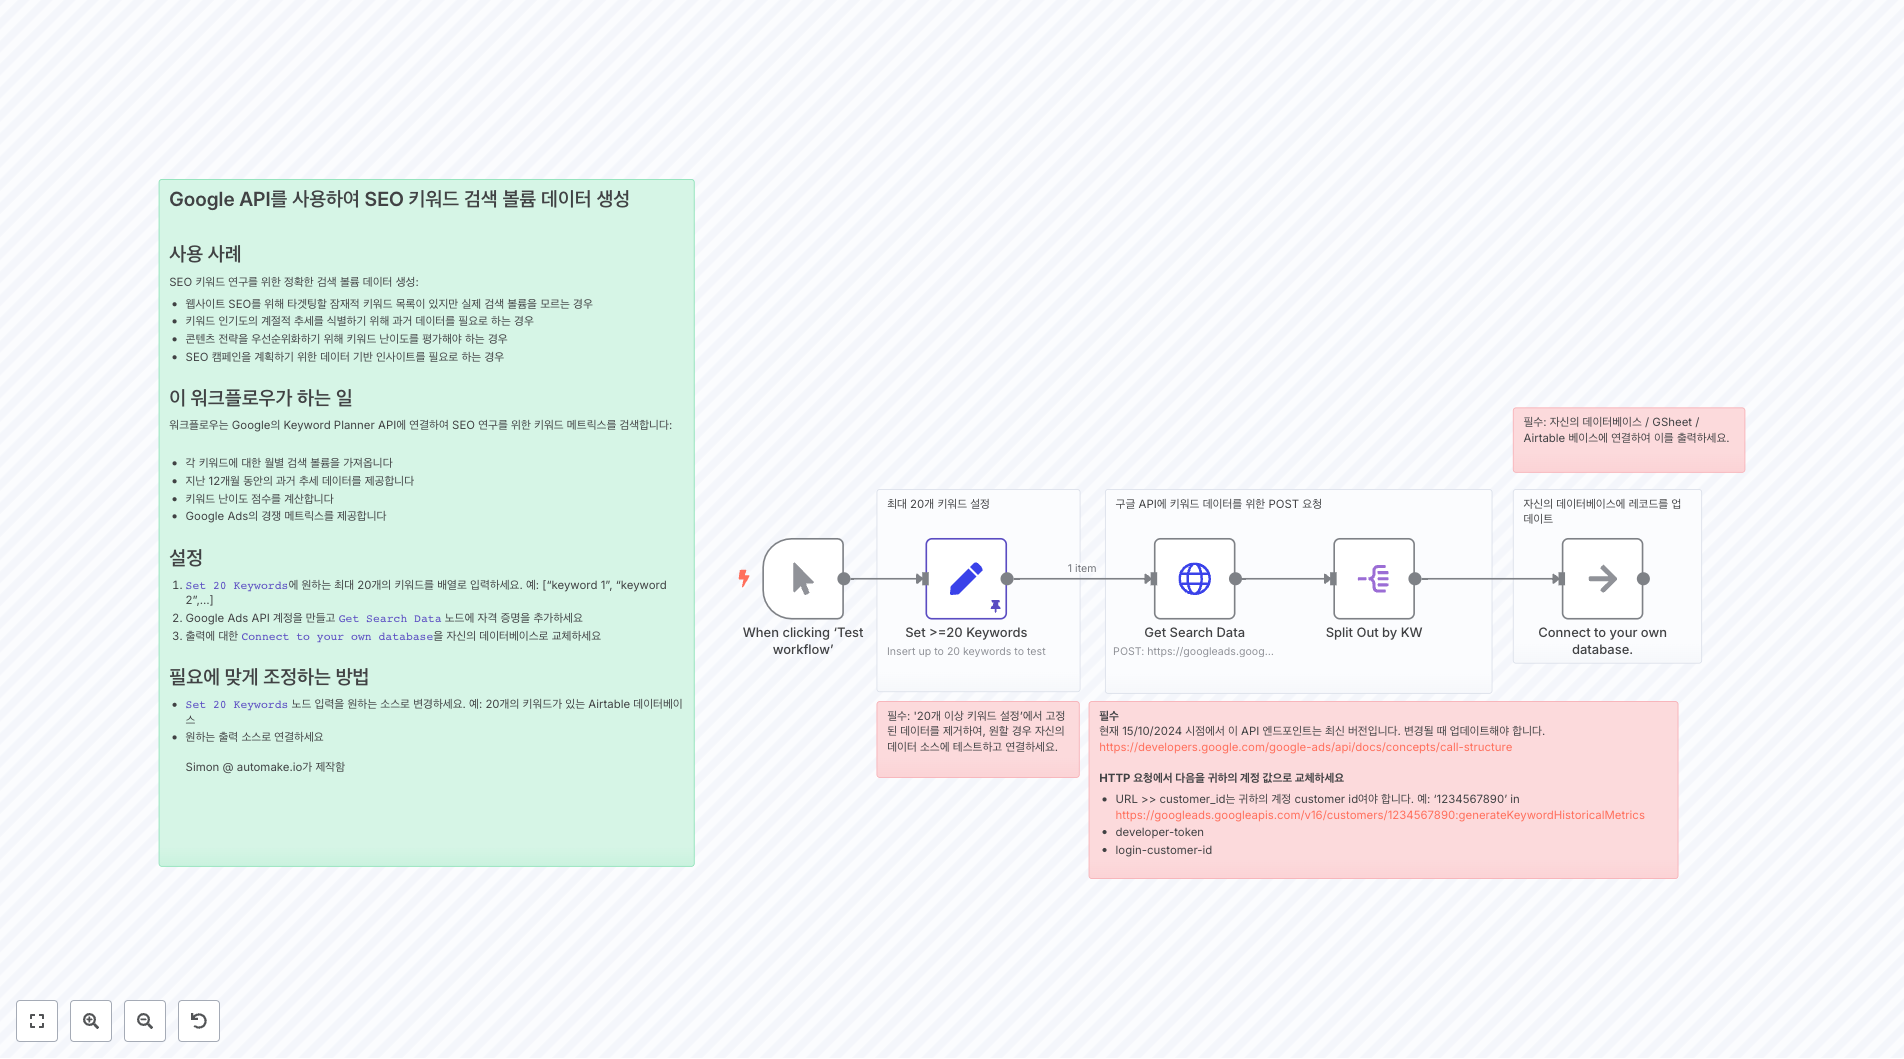 Google API를 사용하여 SEO 키워드 검색 볼륨 데이터 생성
사용 사례
SEO 키워드 연구를 위한 정확한 검색 볼륨 데이터 생성:
• 웹사이트 SEO를 위해 타겟팅할 잠재적 키워드 목록이 있지만 실제 검색 볼륨을 모르는 경우
• 키워드 인기도의 계절적 추세를 식별하기 위해 과거 데이터를 필요로 하는 경우
• 콘텐츠 전략을 우선순위화하기 위해 키워드 난이도를 평가해야 하는 경우
• SEO 캠페인을 계획하기 위한 데이터 기반 인사이트를 필요로 하는 경우
이 워크플로우가 하는 일
워크플로우는 Google의 Keyword Planner API에 연결하여 SEO 연구를 위한 키워드 메트릭스를 검색합니다:
• 각 키워드에 대한 월별 검색 볼륨을 가져옵니다
• 지난 12개월 동안의 과거 추세 데이터를 제공합니다
• 키워드 난이도 점수를 계산합니다
• Google Ads의 경쟁 메트릭스를 제공합니다
설정
1. Set 20 Keywords에 원하는 최대 20개의 키워드를 배열로 입력하세요. 예: [“keyword 1”, “keyword
2”,...]
2. Google Ads API 계정을 만들고 Get Search Data 노드에 자격 증명을 추가하세요
3. 출력에 대한 Connect to your own database을 자신의 데이터베이스로 교체하세요
필요에 맞게 조정하는 방법
• Set 20 Keywords 노드 입력을 원하는 소스로 변경하세요. 예: 20개의 키워드가 있는 Airtable 데이터베이
스
• 원하는 출력 소스로 연결하세요
Simon @ automake.io가 제작함
When clicking ‘Test
workflow’
최대 20개 키워드 설정
Set >=20 Keywords
Insert up to 20 keywords to test
1 item
필수: '20개 이상 키워드 설정’에서 고정
된 데이터를 제거하여, 원할 경우 자신의
데이터 소스에 테스트하고 연결하세요.
구글 API에 키워드 데이터를 위한 POST 요청
Get Search Data
POST: https://googleads.goog...
Split Out by KW
필수
현재 15/10/2024 시점에서 이 API 엔드포인트는 최신 버전입니다. 변경될 때 업데이트해야 합니다.
https://developers.google.com/google-ads/api/docs/concepts/call-structure
HTTP 요청에서 다음을 귀하의 계정 값으로 교체하세요
• URL >> customer_id는 귀하의 계정 customer id여야 합니다. 예: ‘1234567890’ in
https://googleads.googleapis.com/v16/customers/1234567890:generateKeywordHistoricalMetrics
• developer-token
• login-customer-id
필수: 자신의 데이터베이스 / GSheet /
Airtable 베이스에 연결하여 이를 출력하세요.
자신의 데이터베이스에 레코드를 업
데이트
Connect to your own
database.